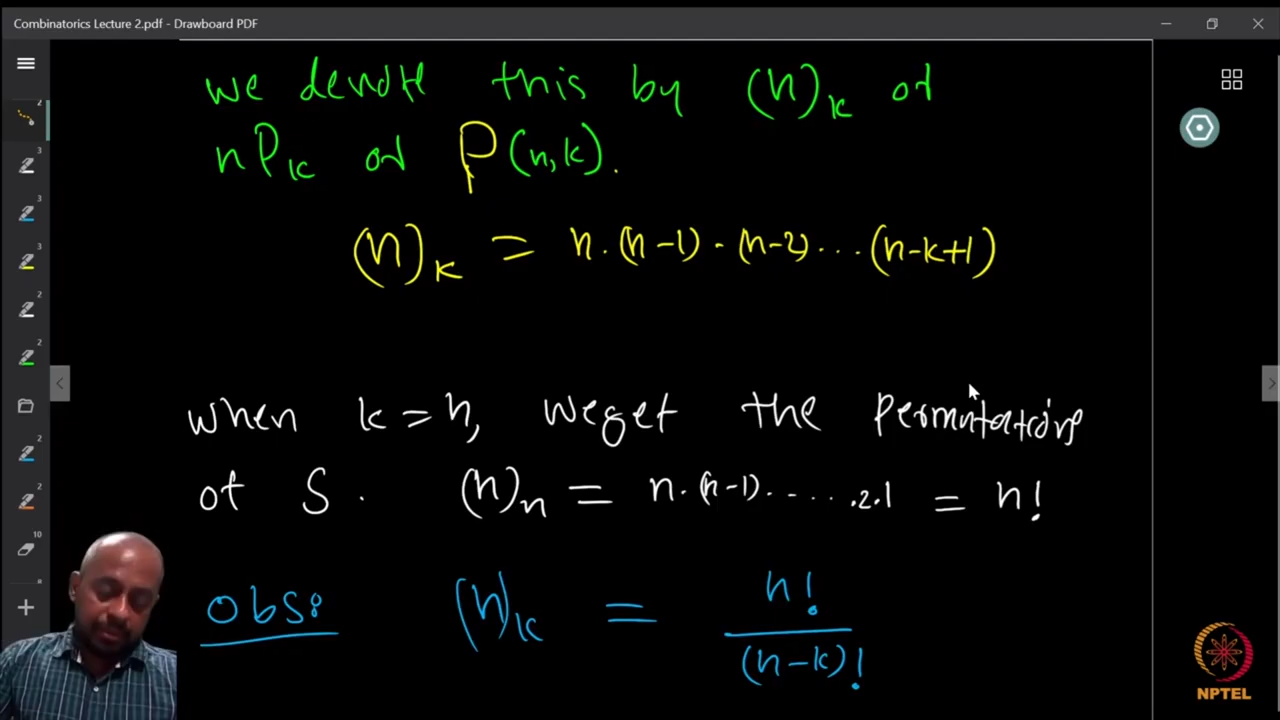 Combinatorics Lecture 2.pdf - Drawboard PDF
we denote this by (n)ₖ or
nPₖ or P(n,k).
(n)ₖ = n.(n-1)·(n-2)...(n-k+1)
when k=n, we get the permutations
of S. (n)ₙ = n.(n-1)......2.1 = n!
obs: (n)ₖ = n!/(n-k)!
NPTEL